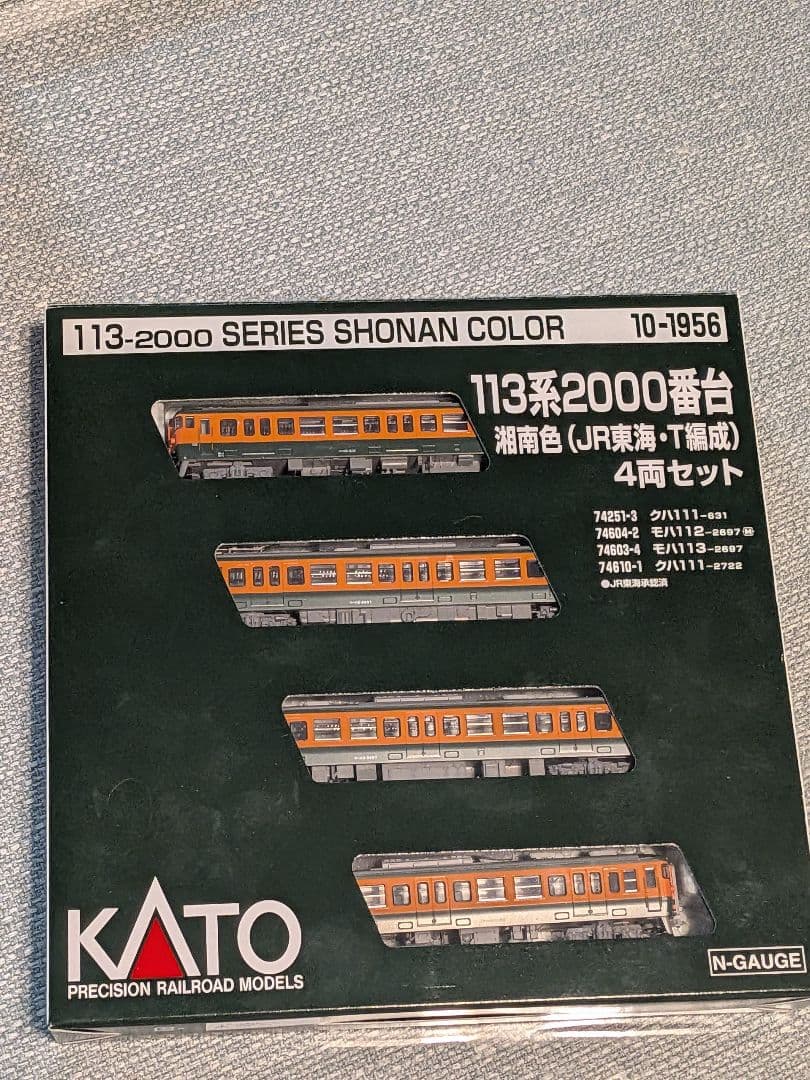 113-2000 SERIES SHONAN COLOR 10-1956
113系2000番台
湘南色(JR東海・T編成)
4両セット
74251-3 クハ111-631
74604-2 モハ112-2697 M
74603-4 モハ113-2697
74610-1 クハ111-2722
●JR東海承認済
KATO
PRECISION RAILROAD MODELS
N-GAUGE